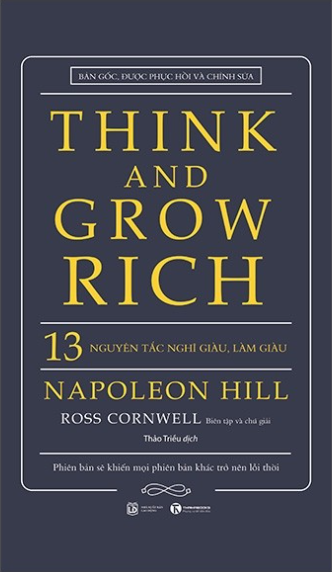 BẢN GỐC, ĐƯỢC PHỤC HỒI VÀ CHỈNH SỬA
THINK
AND
GROW
RICH
13 NGUYÊN TẮC NGHĨ GIÀU, LÀM GIÀU
NAPOLEON HILL
ROSS CORNWELL Biên tập và chú giải
Thảo Triều dịch
Phiên bản sẽ khiến mọi phiên bản khác trở nên lỗi thời